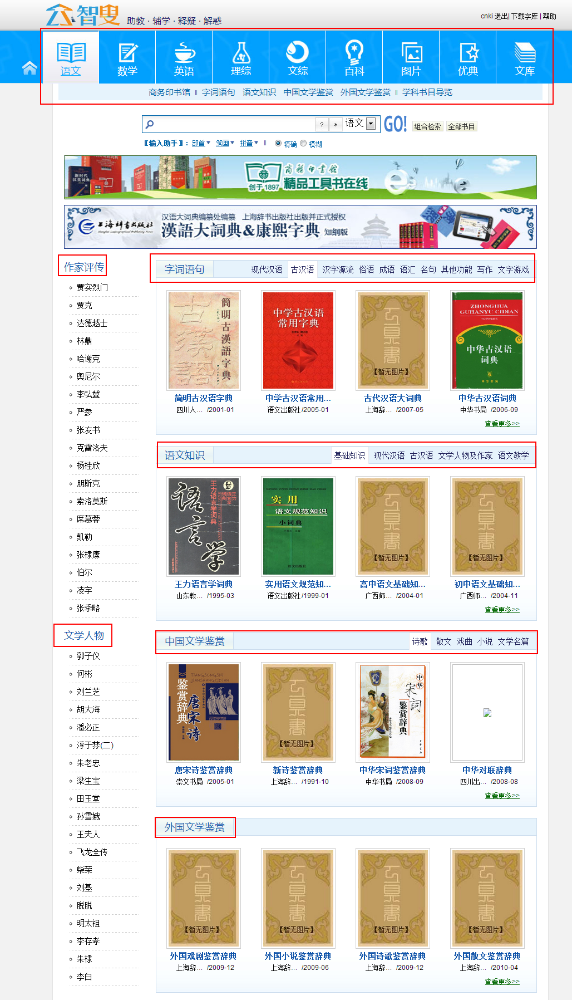 公智叟 助教 · 辅学 · 释疑 · 解惑
cnki 退出| 下载字库 | 帮助
语文 数学 英语 理综 文综 百科 图片 优典 文库
商务印书馆 字词语句 语文知识 中国文学鉴赏 外国文学鉴赏 学科书目导览
? * 语文 GO! 组合检索 全部书目
〖输入助手〗: 部首 笔画 拼音 精确 模糊
商务印书馆
创于1897 精品工具书在线
汉语大词典编纂处编纂 上海辞书出版社出版并正式授权
上海辞书出版社 漢語大詞典&康熙字典 知网版
作家评传
贾实烈门
贾克
达德越士
林鼎
哈谢克
奥尼尔
李弘冀
严参
张友书
克雷洛夫
杨桂欣
朋斯克
索洛莫斯
席慕蓉
凯勒
张棣赓
伯尔
凌宇
张季略
文学人物
郭子仪
何彬
刘兰芝
胡大海
潘必正
淳于棼(二)
朱老忠
梁生宝
田玉堂
孙雪娥
王夫人
飞龙全传
柴荣
刘基
脱脱
明太祖
李存孝
朱棣
李白
字词语句 现代汉语 古汉语 汉字源流 俗语 成语 语汇 名句 其他功能 写作 文字游戏
簡明古漢語字典
中学古汉语常用字典
【暂无图片】
ZHONGHUA GUHANYU CIDIAN
中华古汉语词典
简明古汉语字典 中学古汉语常用... 古代汉语大词典 中华古汉语词典
四川人... /2001-01 语文出版社/2005-01 上海辞... /2007-05 中华书局 /2006-09
查看更多>>
语文知识 基础知识 现代汉语 古汉语 文学人物及作家 语文教学
语言学
王力语言学词典
实用
语文规范知识
小词典
语文出版社
【暂无图片】 【暂无图片】
王力语言学词典 实用语文规范知... 高中语文基础知... 初中语文基础知...
山东教... /1995-03 语文出版社/1999-01 广西师... /2004-01 广西师... /2004-11
查看更多>>
中国文学鉴赏 诗歌 散文 戏曲 小说 文学名篇
TIANGSONGSHI JIANSHANGCIDIAN
鉴赏辞典
唐宋诗
【暂无图片】
中华
宋词
鉴赏辞典
唐宋诗鉴赏辞典 新诗鉴赏辞典 中华宋词鉴赏辞典 中华对联辞典
崇文书局 /2005-01 上海辞... /1991-10 中华书局 /2008-09 四川出... /2008-08
查看更多>>
外国文学鉴赏
【暂无图片】 【暂无图片】 【暂无图片】 【暂无图片】
外国戏剧鉴赏辞典 外国小说鉴赏辞典 外国诗歌鉴赏辞典 外国散文鉴赏辞典
上海辞... /2009-12 上海辞... /2009-06 上海辞... /2009-12 上海辞... /2010-04
查看更多>>